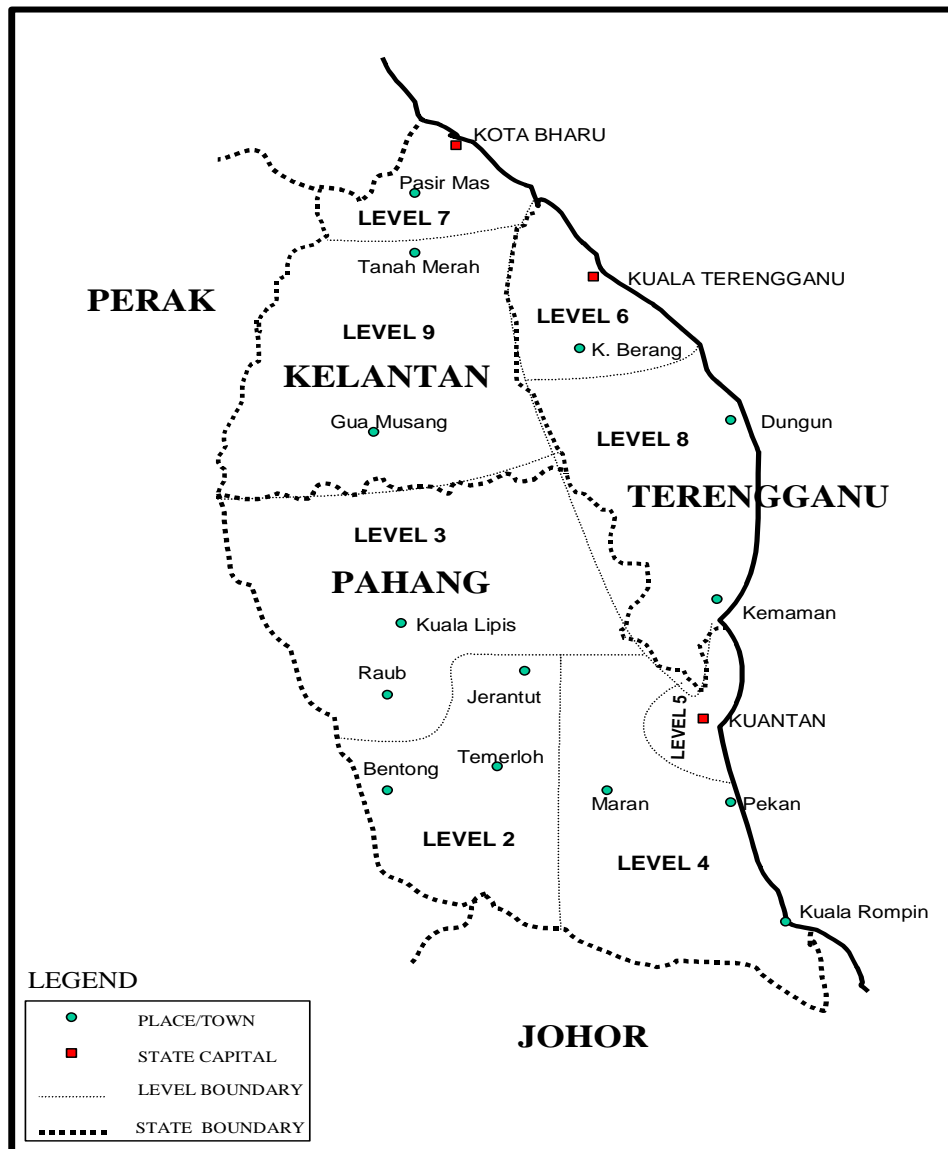 KOTA BHARU
Pasir Mas
LEVEL 7
Tanah Merah
KUALA TERENGGANU
PERAK
LEVEL 6
LEVEL 9
K. Berang
KELANTAN
Gua Musang
Dungun
LEVEL 8
TERENGGANU
LEVEL 3
PAHANG
Kemaman
Kuala Lipis
Raub
Jerantut
LEVEL 5
KUANTAN
Temerloh
Bentong
Maran
Pekan
LEVEL 2
LEVEL 4
Kuala Rompin
LEGEND
PLACE/TOWN
JOHOR
STATE CAPITAL
LEVEL BOUNDARY
STATE BOUNDARY